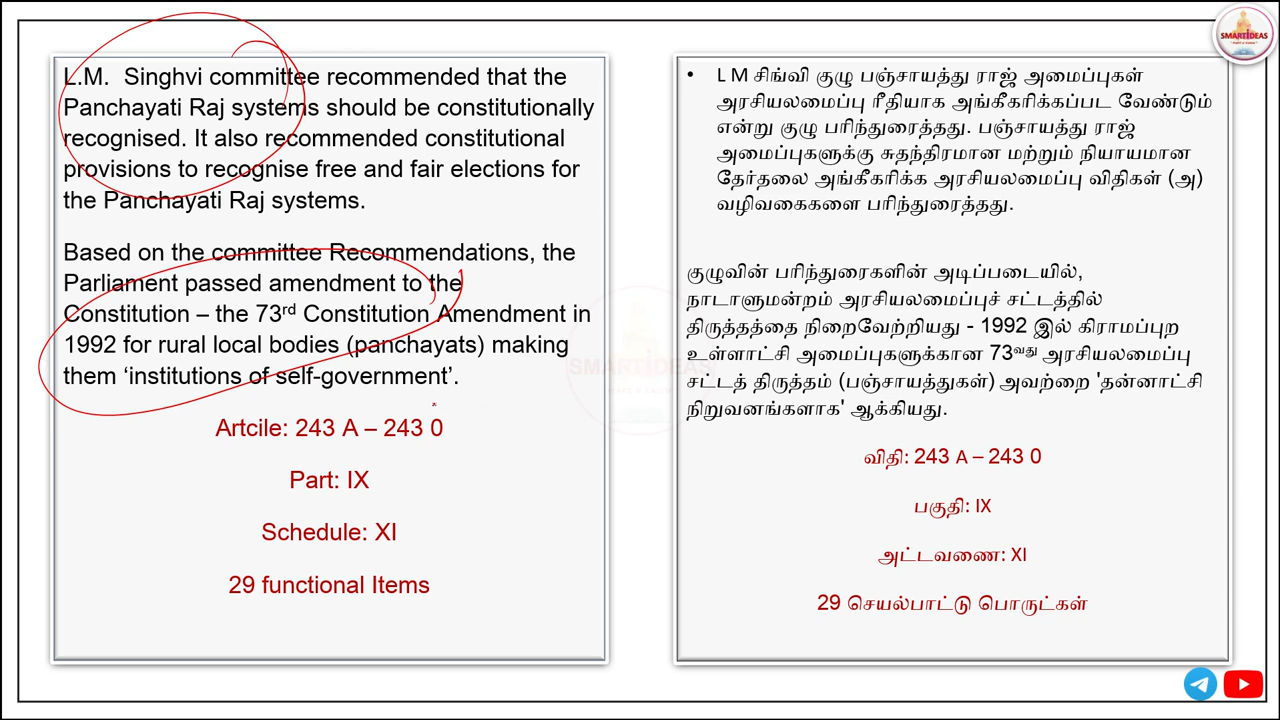 SMARTIDEAS
L.M. Singhvi committee recommended that the
Panchayati Raj systems should be constitutionally
recognised. It also recommended constitutional
provisions to recognise free and fair elections for
the Panchayati Raj systems.
Based on the committee Recommendations, the
Parliament passed amendment to the
Constitution – the 73rd Constitution Amendment in
1992 for rural local bodies (panchayats) making
them ‘institutions of self-government’.
Artcile: 243 A – 243 0
Part: IX
Schedule: XI
29 functional Items
• L M சிங்வி குழு பஞ்சாயத்து ராஜ் அமைப்புகள்
அரசியலமைப்பு ரீதியாக அங்கீகரிக்கப்பட வேண்டும்
என்று குழு பரிந்துரைத்தது. பஞ்சாயத்து ராஜ்
அமைப்புகளுக்கு சுதந்திரமான மற்றும் நியாயமான
தேர்தலை அங்கீகரிக்க அரசியலமைப்பு விதிகள் (அ)
வழிவகைகளை பரிந்துரைத்தது.
குழுவின் பரிந்துரைகளின் அடிப்படையில்,
நாடாளுமன்றம் அரசியலமைப்புச் சட்டத்தில்
திருத்தத்தை நிறைவேற்றியது - 1992 இல் கிராமப்புற
உள்ளாட்சி அமைப்புகளுக்கான 73வது அரசியலமைப்பு
சட்டத் திருத்தம் (பஞ்சாயத்துகள்) அவற்றை 'தன்னாட்சி
நிறுவனங்களாக' ஆக்கியது.
விதி: 243 A – 243 0
பகுதி: IX
அட்டவணை: XI
29 செயல்பாட்டு பொருட்கள்
SMARTIDEAS